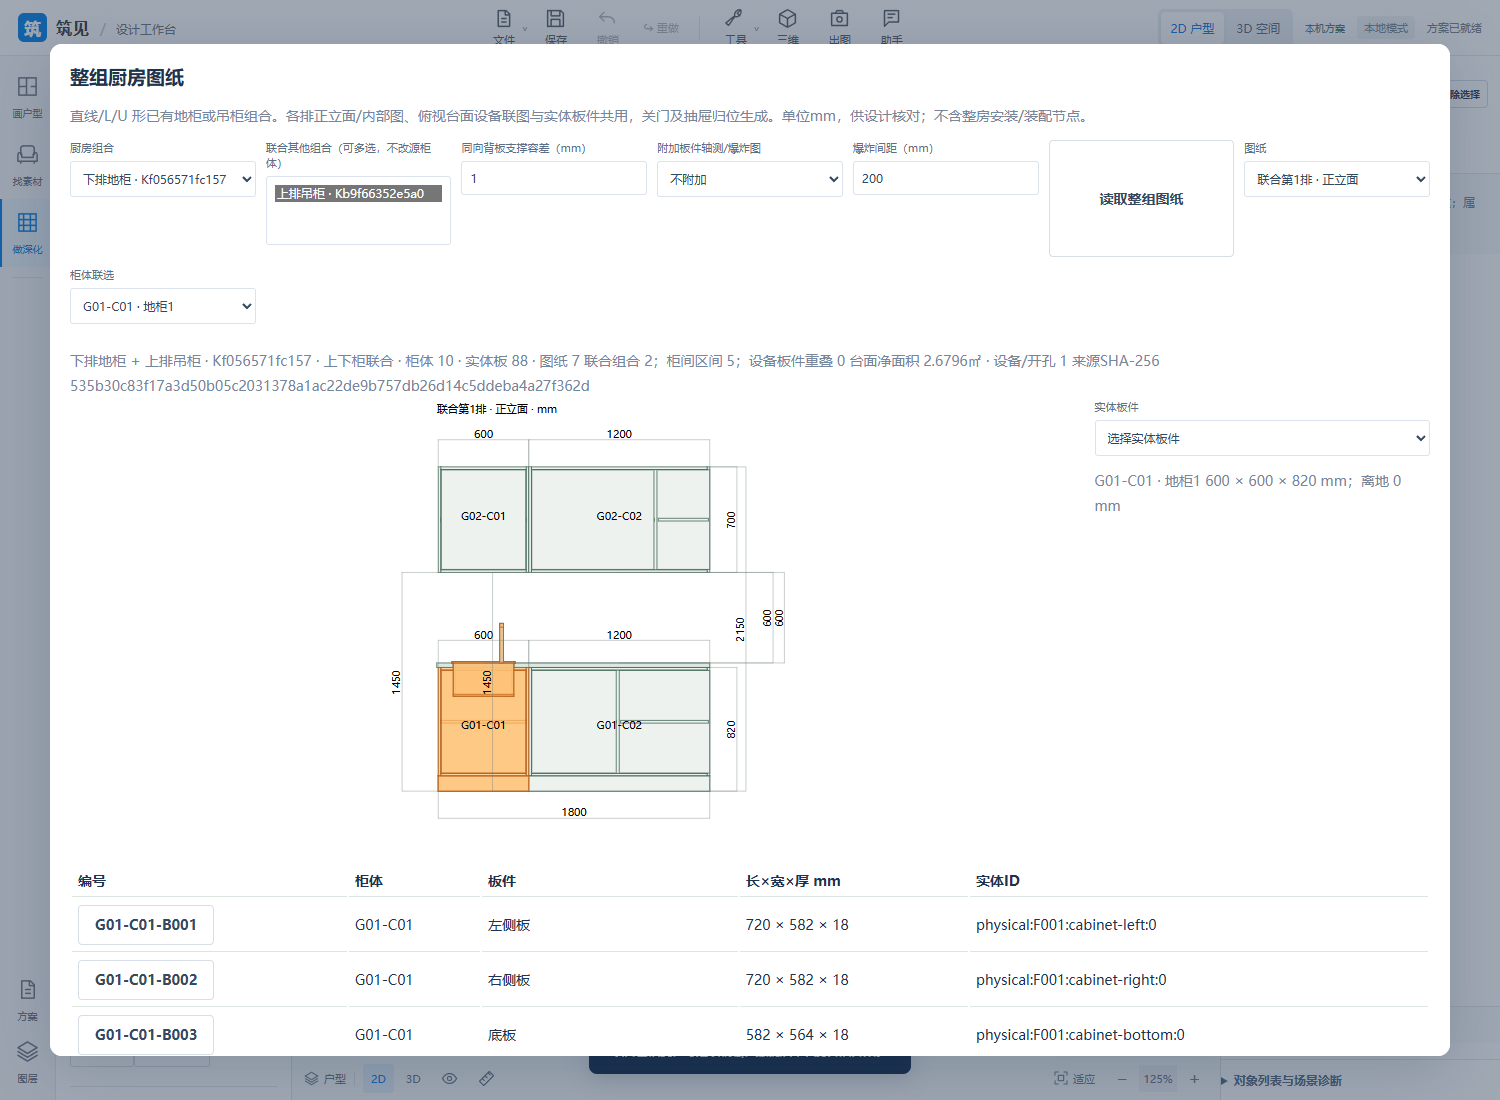 筑 筑见 / 设计工作台
文件 保存 撤销 重做 工具 三维 出图 助手
2D 户型 3D 空间 本机方案 本地模式 方案已就绪
画户型
找素材
做深化
方案
图层
除选择
；属
整组厨房图纸
直线/L/U 形已有地柜或吊柜组合。各排正立面/内部图、俯视台面设备联图与实体板件共用，关门及抽屉归位生成。单位mm，供设计核对；不含整房安装/装配节点。
厨房组合
下排地柜 · Kf056571fc157
联合其他组合（可多选，不改源柜体）
上排吊柜 · Kb9f66352e5a0
同向背板支撑容差（mm）
1
附加板件轴测/爆炸图
不附加
爆炸间距（mm）
200
读取整组图纸
图纸
联合第1排 · 正立面
柜体联选
G01-C01 · 地柜1
下排地柜 + 上排吊柜 · Kf056571fc157 · 上下柜联合 · 柜体 10 · 实体板 88 · 图纸 7 联合组合 2；柜间区间 5；设备板件重叠 0 台面净面积 2.6796㎡ · 设备/开孔 1 来源SHA-256
535b30c83f17a3d50b05c2031378a1ac22de9b757db26d14c5ddeba4a27f362d
联合第1排 · 正立面 · mm
600 1200
G02-C01 G02-C02
700
600 1200
2150
600
600
1450
1450
G01-C01 G01-C02
820
1800
实体板件
选择实体板件
G01-C01 · 地柜1 600 × 600 × 820 mm；离地 0
mm
编号 柜体 板件 长×宽×厚 mm 实体ID
G01-C01-B001 G01-C01 左侧板 720 × 582 × 18 physical:F001:cabinet-left:0
G01-C01-B002 G01-C01 右侧板 720 × 582 × 18 physical:F001:cabinet-right:0
G01-C01-B003 G01-C01 底板 582 × 564 × 18 physical:F001:cabinet-bottom:0
户型 2D 3D 适应 − 125% + 对象列表与场景诊断